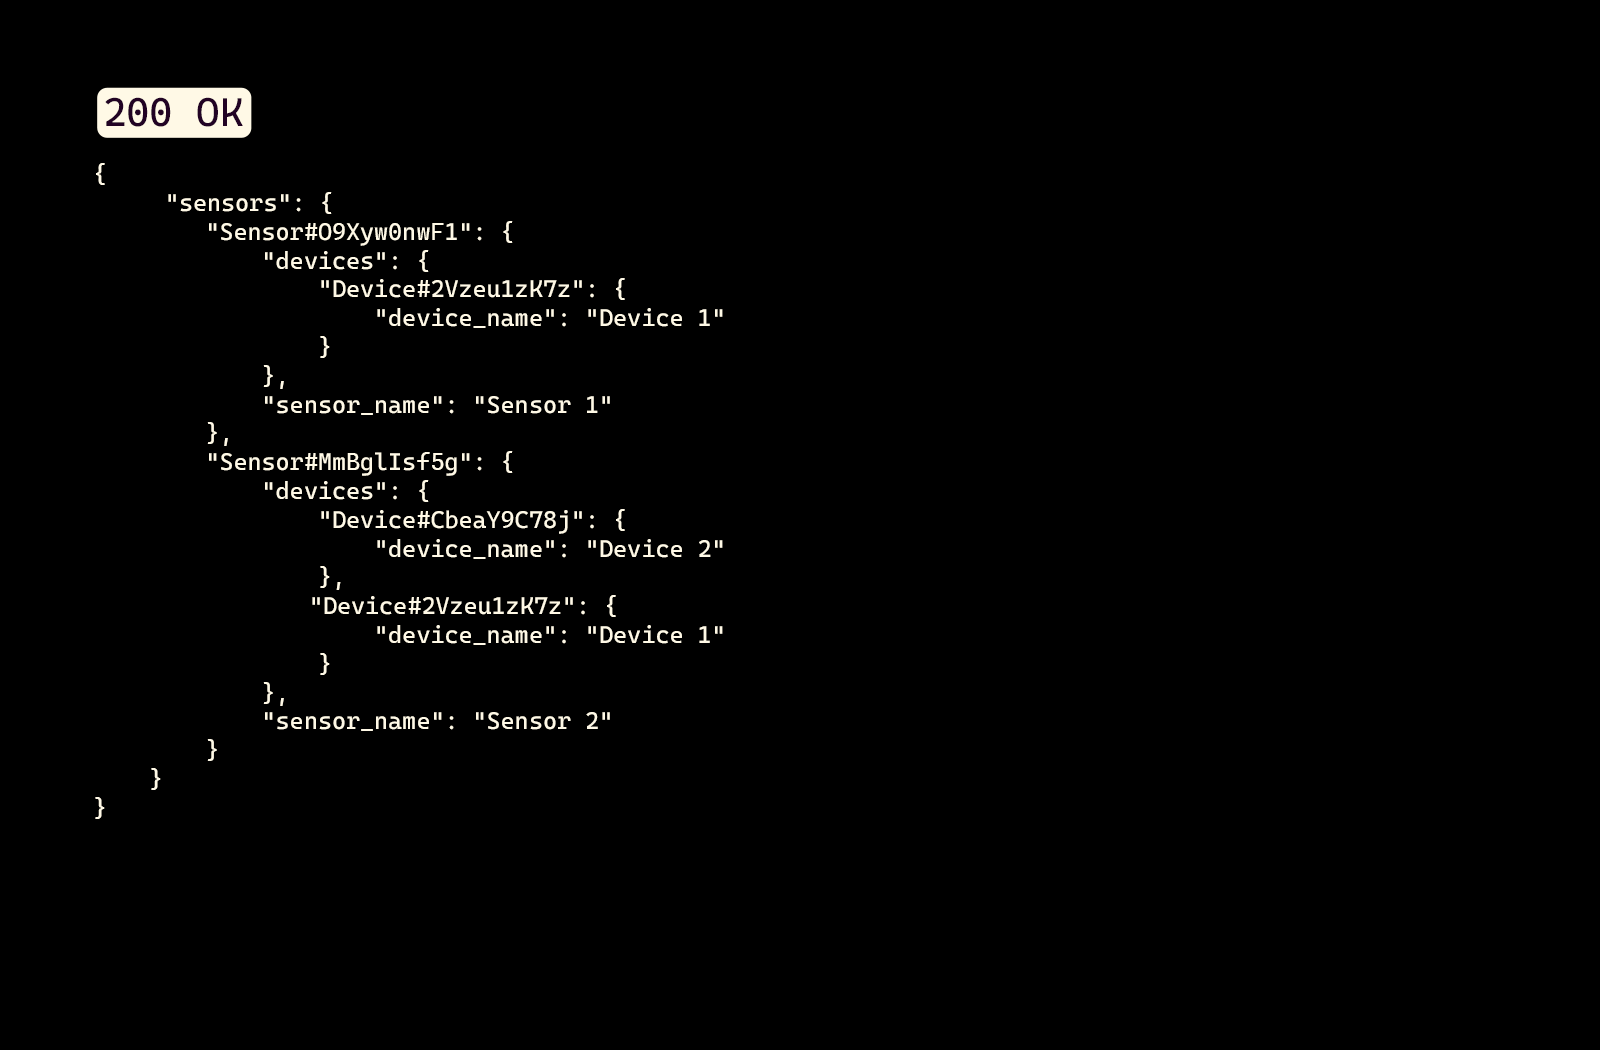 200 OK
{
     "sensors": {
        "Sensor#O9Xyw0nwF1": {
            "devices": {
                "Device#2Vzeu1zK7z": {
                    "device_name": "Device 1"
                }
            },
            "sensor_name": "Sensor 1"
        },
        "Sensor#MmBglIsf5g": {
            "devices": {
                "Device#CbeaY9C78j": {
                    "device_name": "Device 2"
                },
               "Device#2Vzeu1zK7z": {
                    "device_name": "Device 1"
                }
            },
            "sensor_name": "Sensor 2"
        }
    }
}